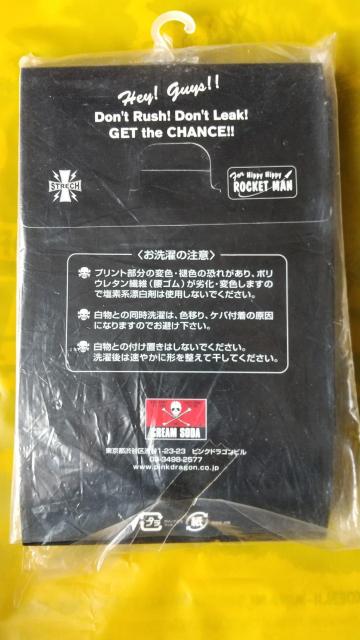 Hey! Guys!!
Don't Rush! Don't Leak!
GET the CHANCE!!
STRECH
For Hippy Hippy
ROCKET MAN
〈お洗濯の注意〉
プリント部分の変色・褪色の恐れがあり、ポリ
ウレタン繊維(腰ゴム)が劣化・変色しますの
で塩素系漂白剤は使用しないでください。
白物との同時洗濯は、色移り、ケバ付着の原因
になりますのでお避け下さい。
白物との付け置きはしないでください。
洗濯後は速やかに形を整えて干してください。
CREAM SODA
東京都渋谷区渋谷1-23-23 ピンクドラゴンビル
03-3498-2577
www.pinkdragon.co.jp
プラ
紙